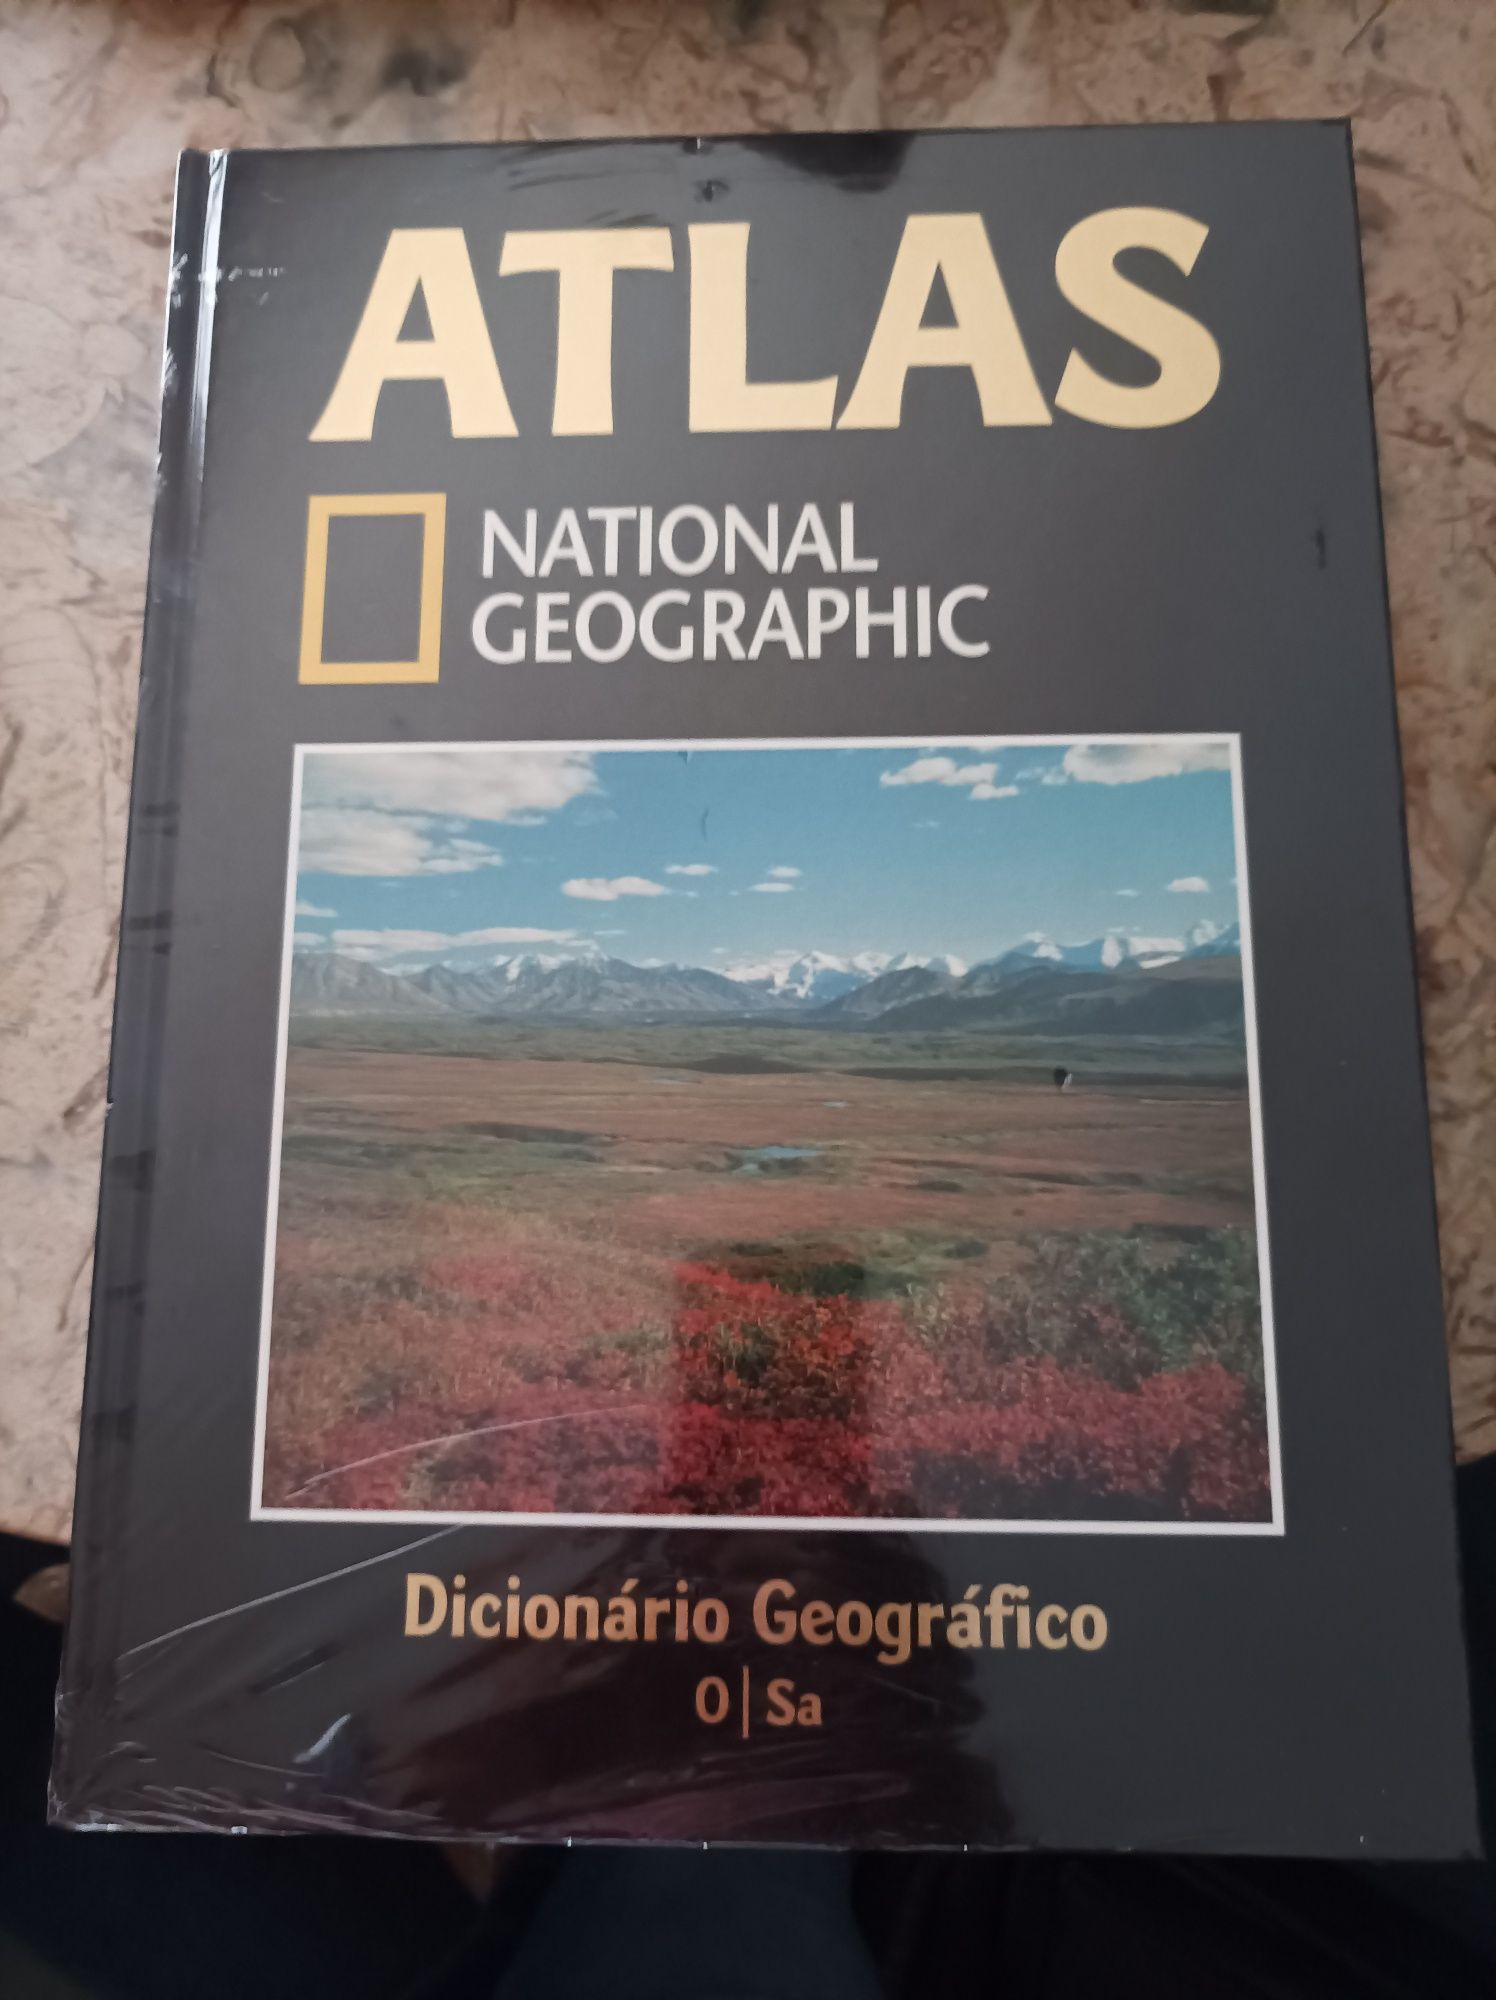 ATLAS
NATIONAL
GEOGRAPHIC
Dicionário Geográfico
O | Sa